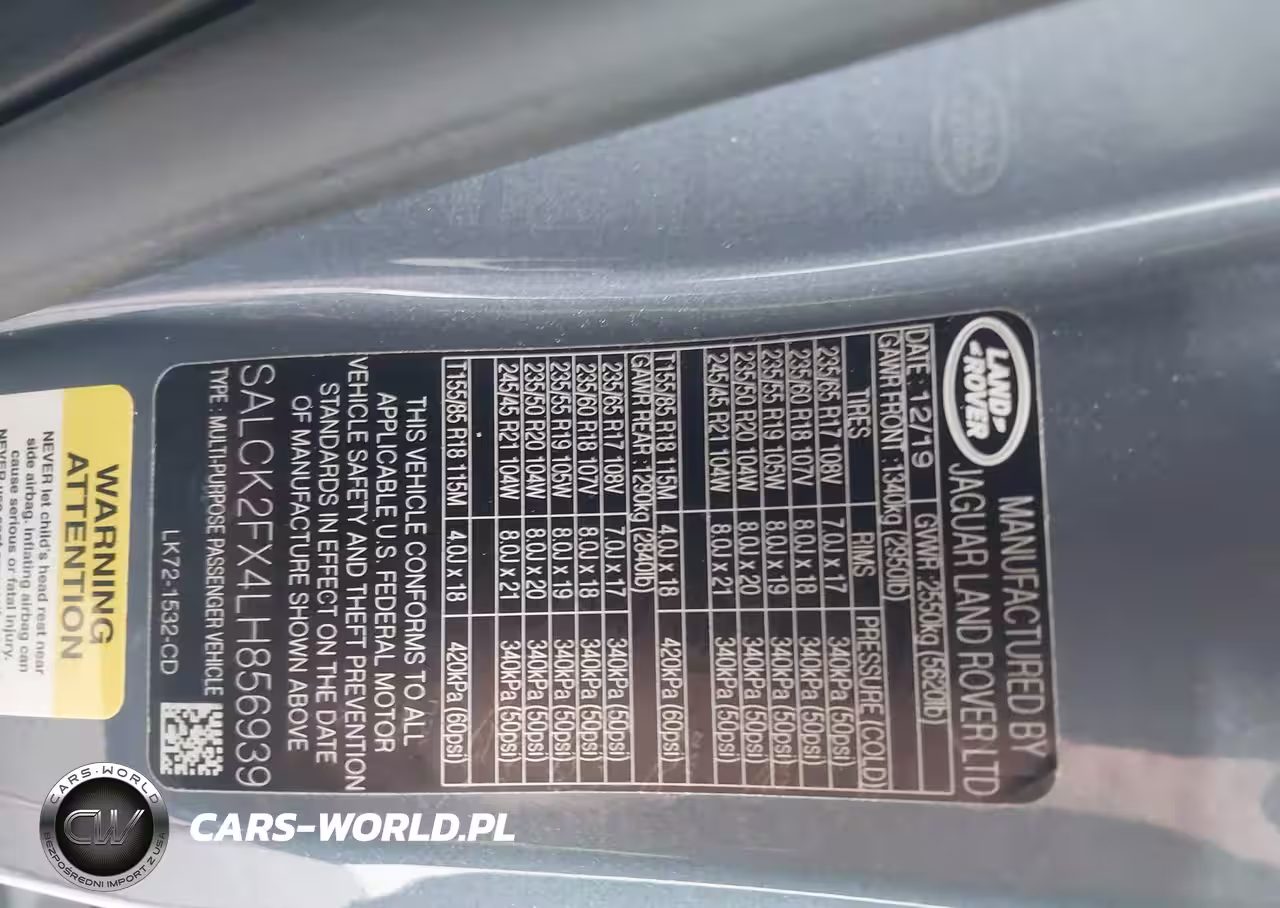 LAND
ROVER
MANUFACTURED BY
JAGUAR LAND ROVER LTD
DATE : 12/19 GVWR :2550kg (5620lb)
GAWR FRONT :1340kg (2950lb)
TIRES RIMS PRESSURE (COLD)
235/65 R17 108V 7.0J x 17 340kPa (50psi)
235/60 R18 107V 8.0J x 18 340kPa (50psi)
235/55 R19 105W 8.0J x 19 340kPa (50psi)
235/50 R20 104W 8.0J x 20 340kPa (50psi)
245/45 R21 104W 8.0J x 21 340kPa (50psi)
T155/85 R18 115M 4.0J x 18 420kPa (60psi)
GAWR REAR :1290kg (2840lb)
235/65 R17 108V 7.0J x 17 340kPa (50psi)
235/60 R18 107V 8.0J x 18 340kPa (50psi)
235/55 R19 105W 8.0J x 19 340kPa (50psi)
235/50 R20 104W 8.0J x 20 340kPa (50psi)
245/45 R21 104W 8.0J x 21 340kPa (50psi)
T155/85 R18 115M 4.0J x 18 420kPa (60psi)
THIS VEHICLE CONFORMS TO ALL
APPLICABLE U.S. FEDERAL MOTOR
VEHICLE SAFETY AND THEFT PREVENTION
STANDARDS IN EFFECT ON THE DATE
OF MANUFACTURE SHOWN ABOVE
SALCK2FX4LH856939
TYPE : MULTI-PURPOSE PASSENGER VEHICLE
LK72-1532-CD
WARNING
ATTENTION
NEVER let child's head rest near
side airbag. Inflating airbag can
cause serious or fatal injury.
CARS-WORLD
CW
BEZPOŚREDNI IMPORT Z USA
CARS-WORLD.PL